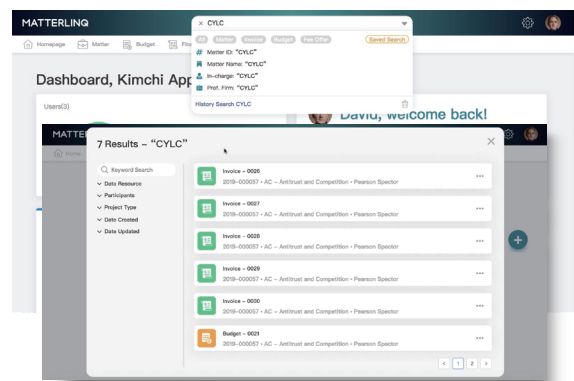 MATTERLINQ
CYLC
All Matter Invoice Budget Fee Offer Saved Search
# Matter ID: "CYLC"
Matter Name: "CYLC"
In-charge: "CYLC"
Prof. Firm: "CYLC"
History Search CYLC
Homepage Matter Budget
Dashboard, Kimchi App
Users(3)
David, welcome back!
MATTE
Home
7 Results - "CYLC"
Keyword Search
Data Resource
Participants
Project Type
Date Created
Date Updated
Invoice - 0026
2019-000057 • AC - Antitrust and Competition • Pearson Spector
Invoice - 0027
2019-000057 • AC - Antitrust and Competition • Pearson Spector
Invoice - 0028
2019-000057 • AC - Antitrust and Competition • Pearson Spector
Invoice - 0029
2019-000057 • AC - Antitrust and Competition • Pearson Spector
Invoice - 0030
2019-000057 • AC - Antitrust and Competition • Pearson Spector
Budget - 0021
2019-000057 • AC - Antitrust and Competition • Pearson Spector
< 1 2 >